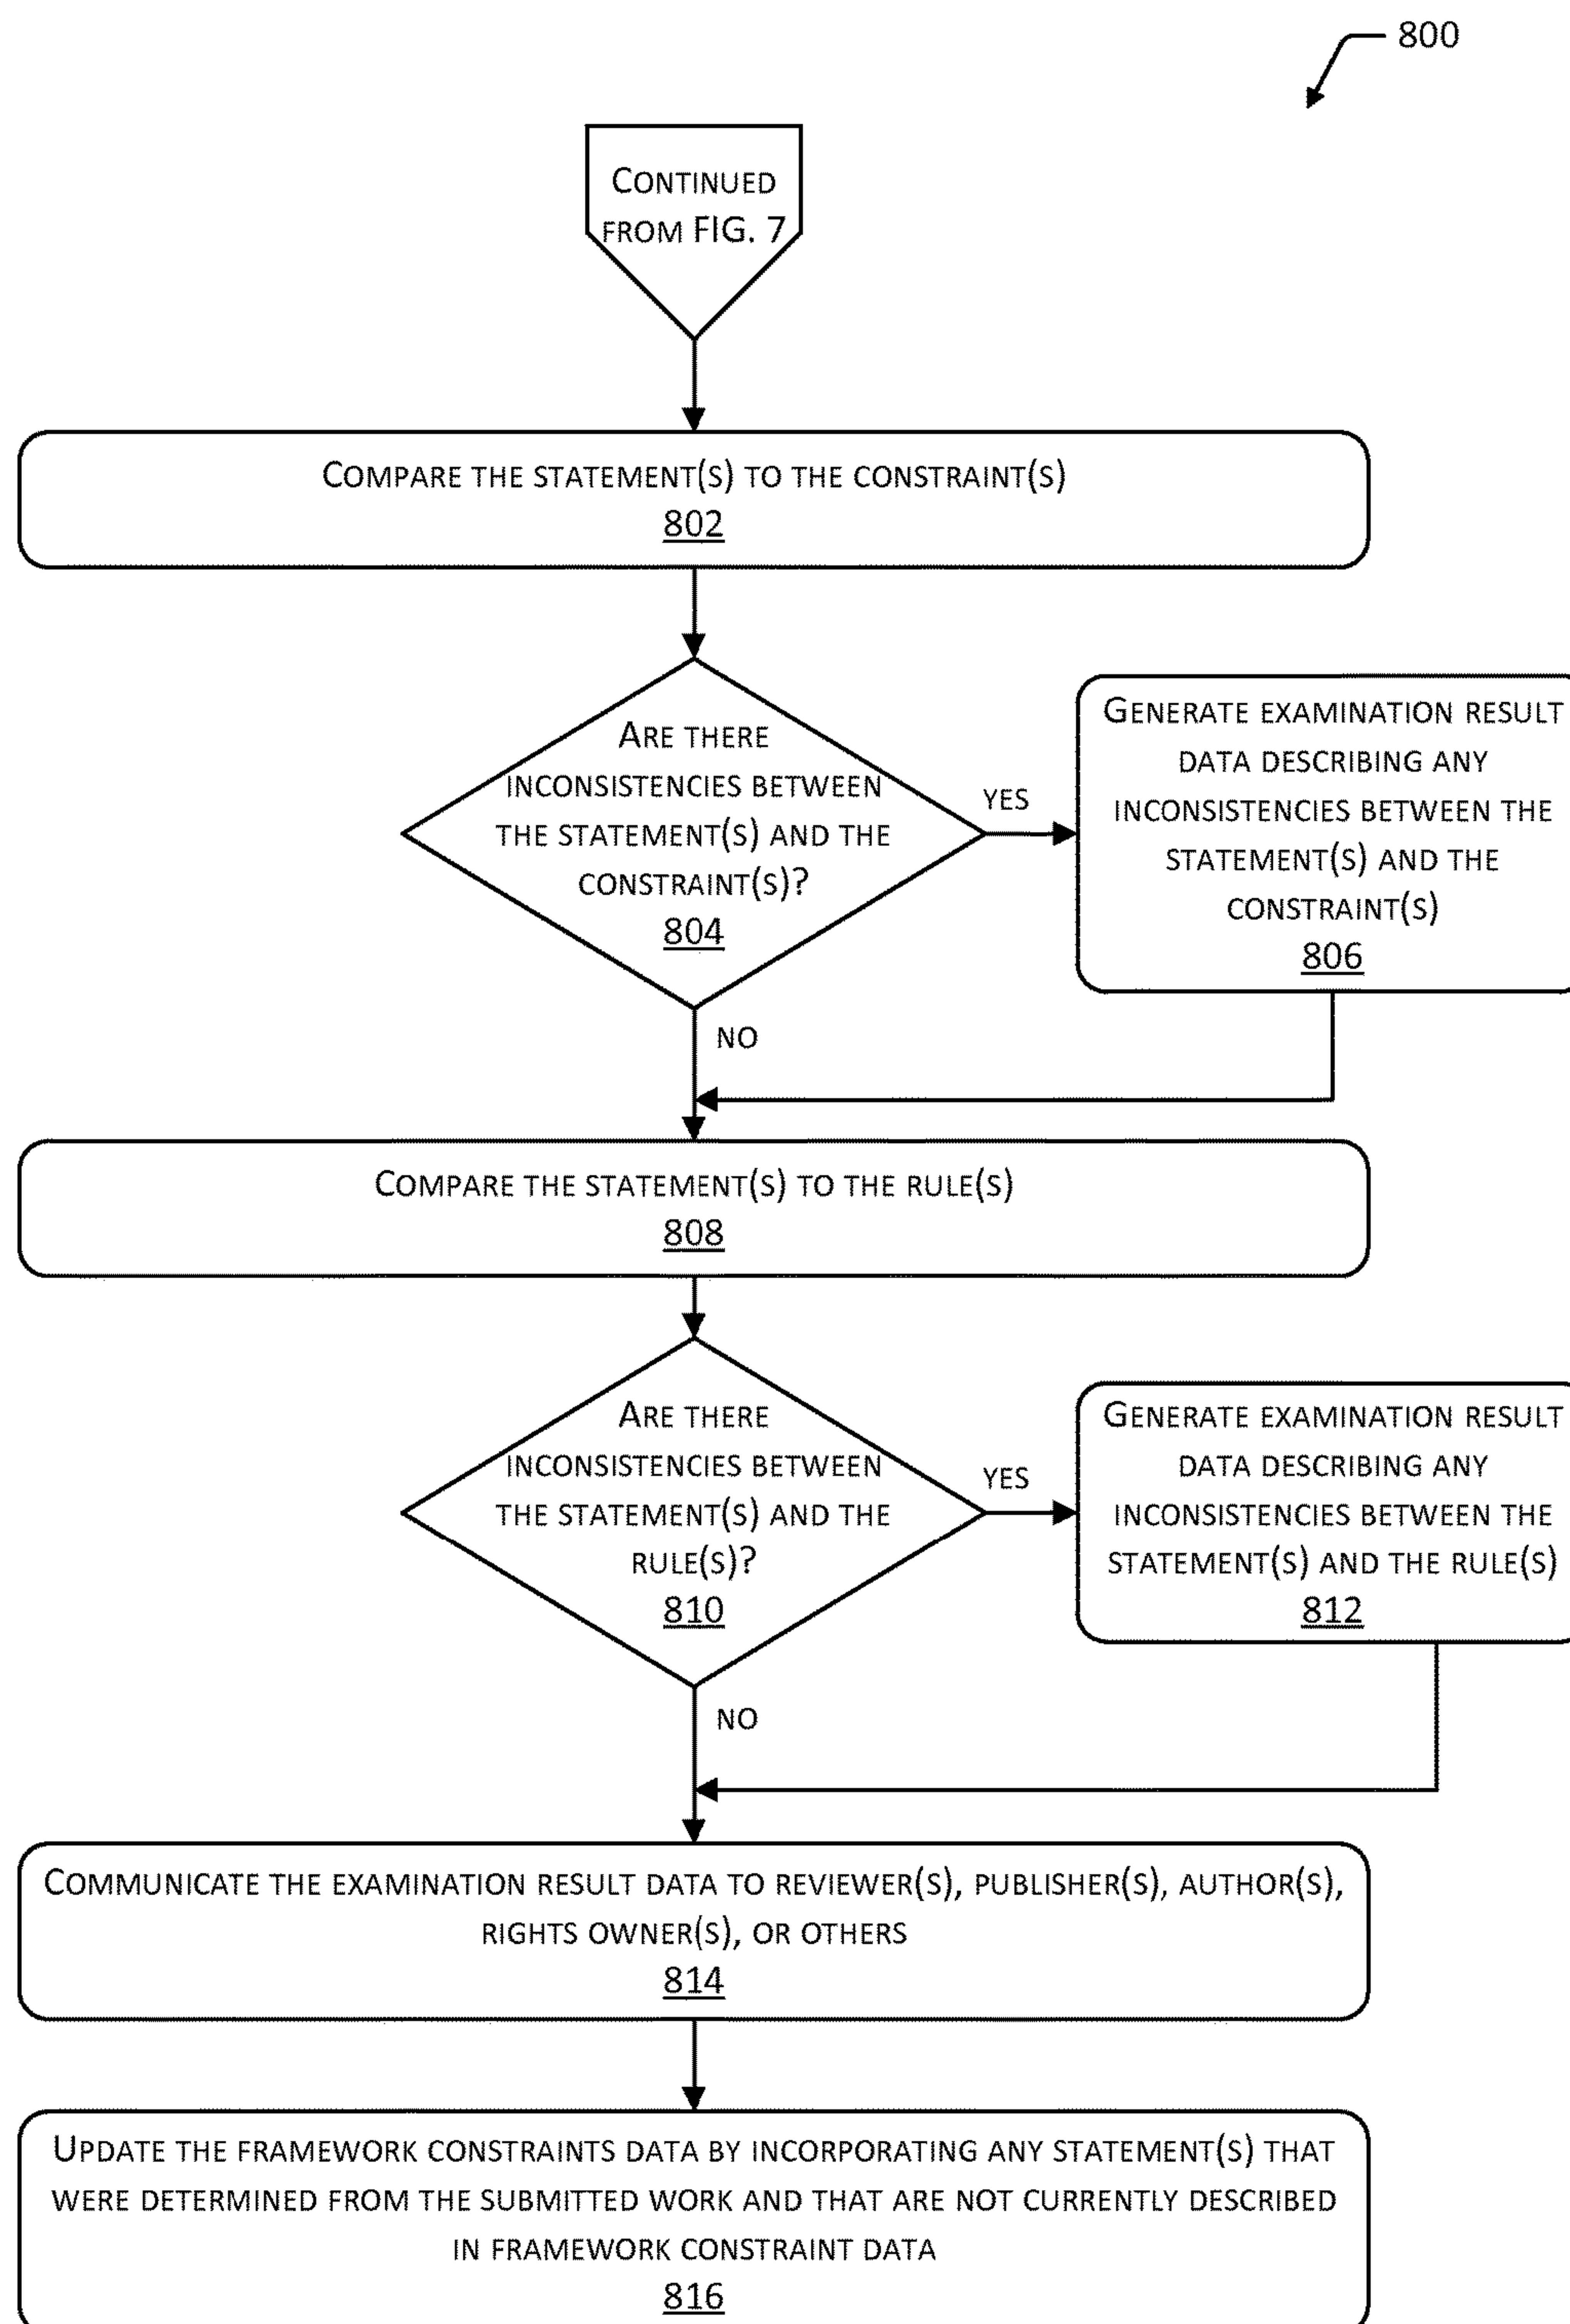 800
CONTINUED
FROM FIG. 7
COMPARE THE STATEMENT(S) TO THE CONSTRAINT(S)
802
ARE THERE
INCONSISTENCIES BETWEEN
THE STATEMENT(S) AND THE
CONSTRAINT(S)?
804
YES
GENERATE EXAMINATION RESULT
DATA DESCRIBING ANY
INCONSISTENCIES BETWEEN THE
STATEMENT(S) AND THE
CONSTRAINT(S)
806
NO
COMPARE THE STATEMENT(S) TO THE RULE(S)
808
ARE THERE
INCONSISTENCIES BETWEEN
THE STATEMENT(S) AND THE
RULE(S)?
810
YES
GENERATE EXAMINATION RESULT
DATA DESCRIBING ANY
INCONSISTENCIES BETWEEN THE
STATEMENT(S) AND THE RULE(S)
812
NO
COMMUNICATE THE EXAMINATION RESULT DATA TO REVIEWER(S), PUBLISHER(S), AUTHOR(S),
RIGHTS OWNER(S), OR OTHERS
814
UPDATE THE FRAMEWORK CONSTRAINTS DATA BY INCORPORATING ANY STATEMENT(S) THAT
WERE DETERMINED FROM THE SUBMITTED WORK AND THAT ARE NOT CURRENTLY DESCRIBED
IN FRAMEWORK CONSTRAINT DATA
816